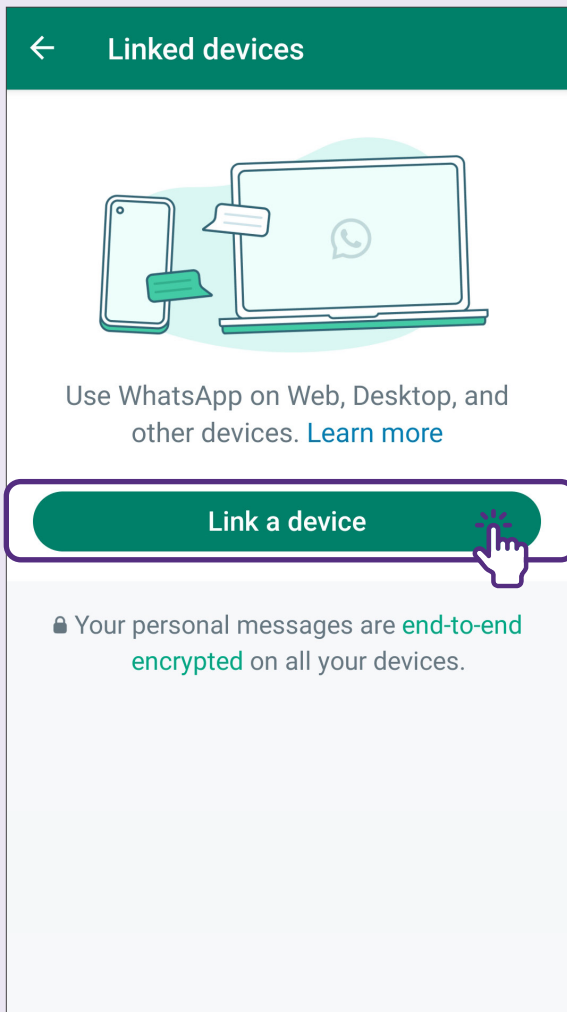 Linked devices
Use WhatsApp on Web, Desktop, and
other devices. Learn more
Link a device
Your personal messages are end-to-end
encrypted on all your devices.